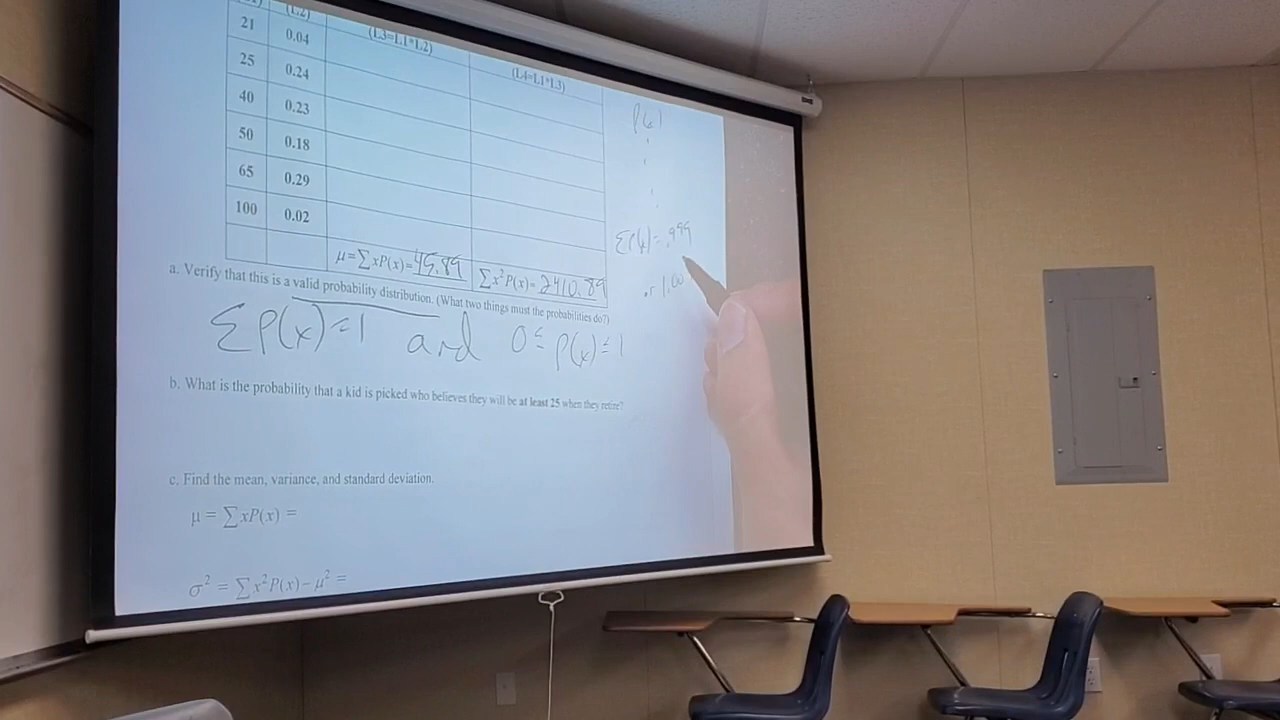 (L2)
(L3=L1*L2)
(L4=L1*L3)
21 0.04
25 0.24
40 0.23
50 0.18
65 0.29
100 0.02
μ=∑xP(x)=45.89
∑x²P(x)=2410.89
P(x)
∑P(x)=.999
or 1.00
a. Verify that this is a valid probability distribution. (What two things must the probabilities do?)
∑P(x)=1 and 0≤P(x)≤1
b. What is the probability that a kid is picked who believes they will be at least 25 when they retire?
c. Find the mean, variance, and standard deviation.
μ = ∑xP(x) =
σ² = ∑x²P(x)−μ² =